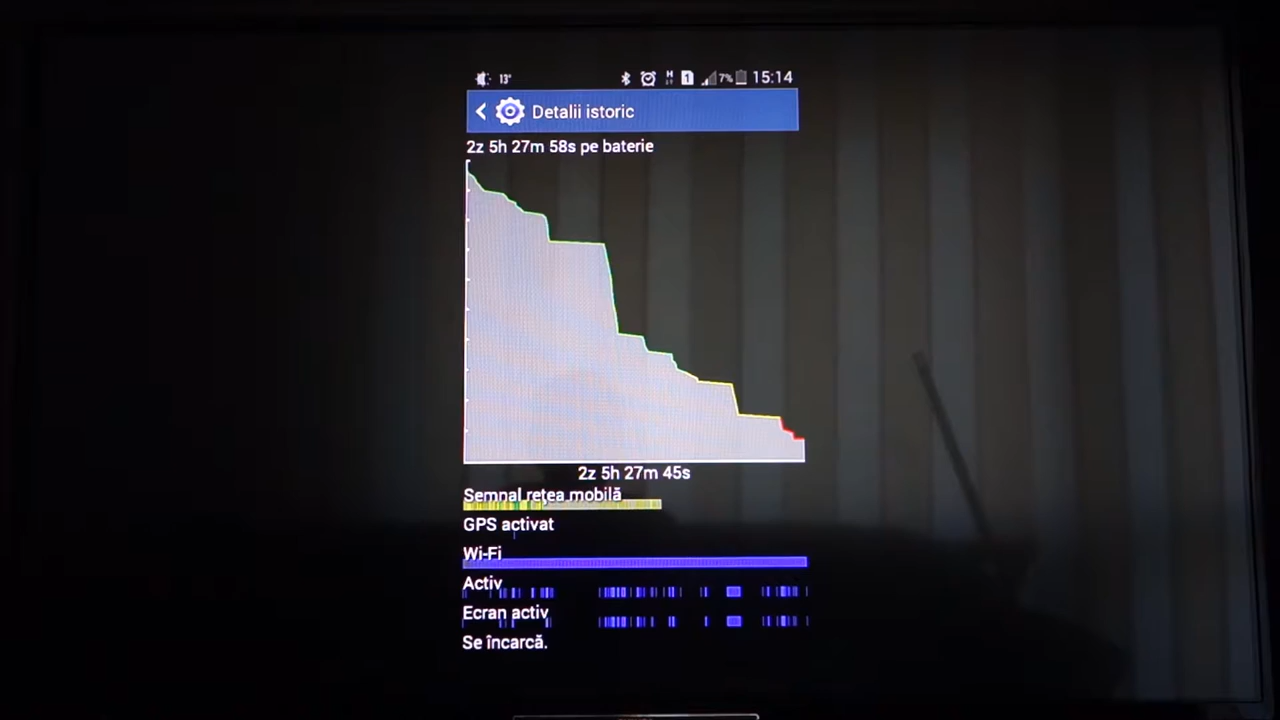 13° H 1 7% 15:14
Detalii istoric
2z 5h 27m 58s pe baterie
2z 5h 27m 45s
Semnal rețea mobilă
GPS activat
Wi-Fi
Activ
Ecran activ
Se încarcă.